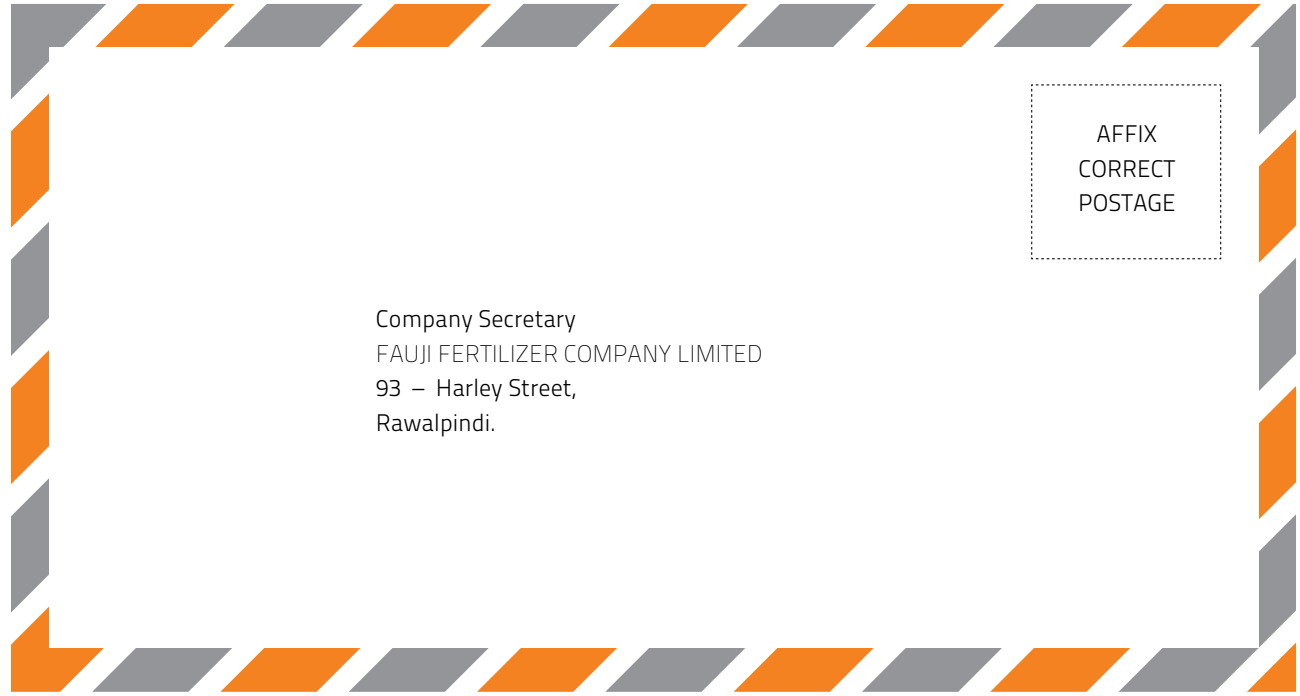 AFFIX
CORRECT
POSTAGE
Company Secretary
FAUJI FERTILIZER COMPANY LIMITED
93 – Harley Street,
Rawalpindi.